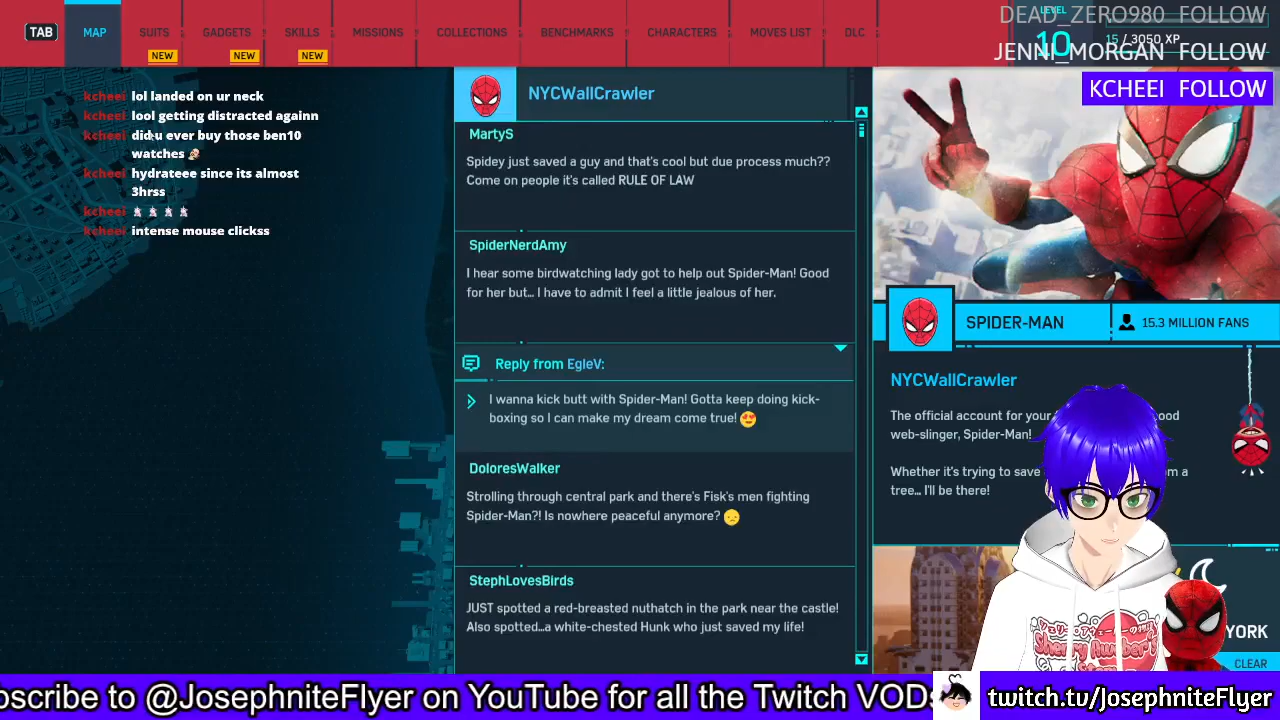 TAB
MAP
SUITS
GADGETS
SKILLS
MISSIONS
COLLECTIONS
BENCHMARKS
CHARACTERS
MOVES LIST
DLC
NEW
NEW
NEW
LEVEL
10
15 / 3050 XP
DEAD_ZERO980 FOLLOW
JENNI_MORGAN FOLLOW
KCHEEI FOLLOW
kcheei lol landed on ur neck
kcheei lool getting distracted againn
kcheei did u ever buy those ben10
watches
kcheei hydrateee since its almost
3hrss
kcheei
kcheei intense mouse clickss
NYCWallCrawler
MartyS
Spidey just saved a guy and that's cool but due process much??
Come on people it's called RULE OF LAW
SpiderNerdAmy
I hear some birdwatching lady got to help out Spider-Man! Good
for her but... I have to admit I feel a little jealous of her.
Reply from EgleV:
I wanna kick butt with Spider-Man! Gotta keep doing kick-
boxing so I can make my dream come true! 😍
DoloresWalker
Strolling through central park and there's Fisk's men fighting
Spider-Man?! Is nowhere peaceful anymore? 😞
StephLovesBirds
JUST spotted a red-breasted nuthatch in the park near the castle!
Also spotted...a white-chested Hunk who just saved my life!
SPIDER-MAN
15.3 MILLION FANS
NYCWallCrawler
The official account for your ood
web-slinger, Spider-Man!
Whether it's trying to save m a
tree... I'll be there!
YORK
CLEAR
bscribe to @JosephniteFlyer on YouTube for all the Twitch VODs
twitch.tv/JosephniteFlyer